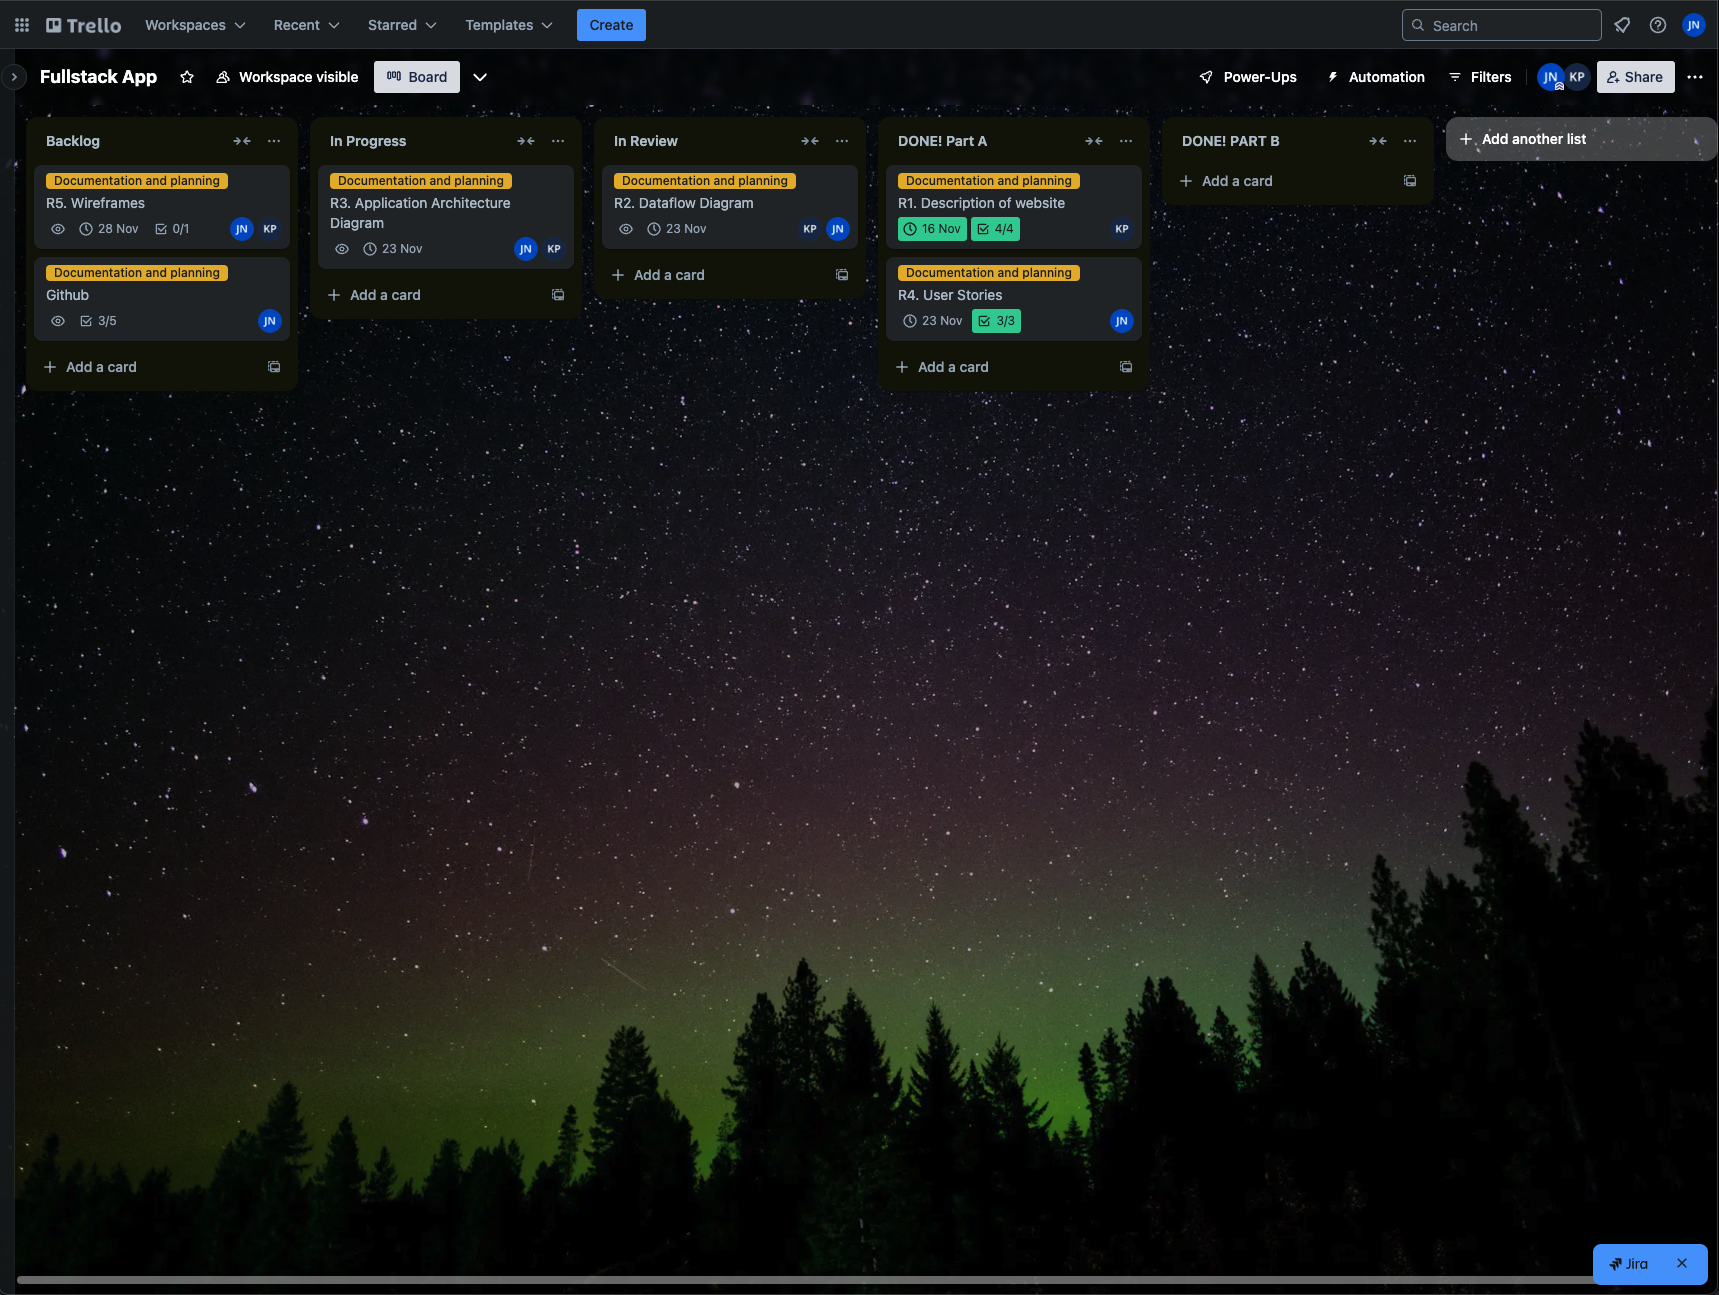 Trello Workspaces Recent Starred Templates Create Search JN
Fullstack App Workspace visible Board Power-Ups Automation Filters JN KP Share
Backlog
Documentation and planning
R5. Wireframes
28 Nov 0/1 JN KP
Documentation and planning
Github
3/5 JN
Add a card
In Progress
Documentation and planning
R3. Application Architecture
Diagram
23 Nov JN KP
Add a card
In Review
Documentation and planning
R2. Dataflow Diagram
23 Nov KP JN
Add a card
DONE! Part A
Documentation and planning
R1. Description of website
16 Nov 4/4 KP
Documentation and planning
R4. User Stories
23 Nov 3/3 JN
Add a card
DONE! PART B
Add a card
Add another list
Jira